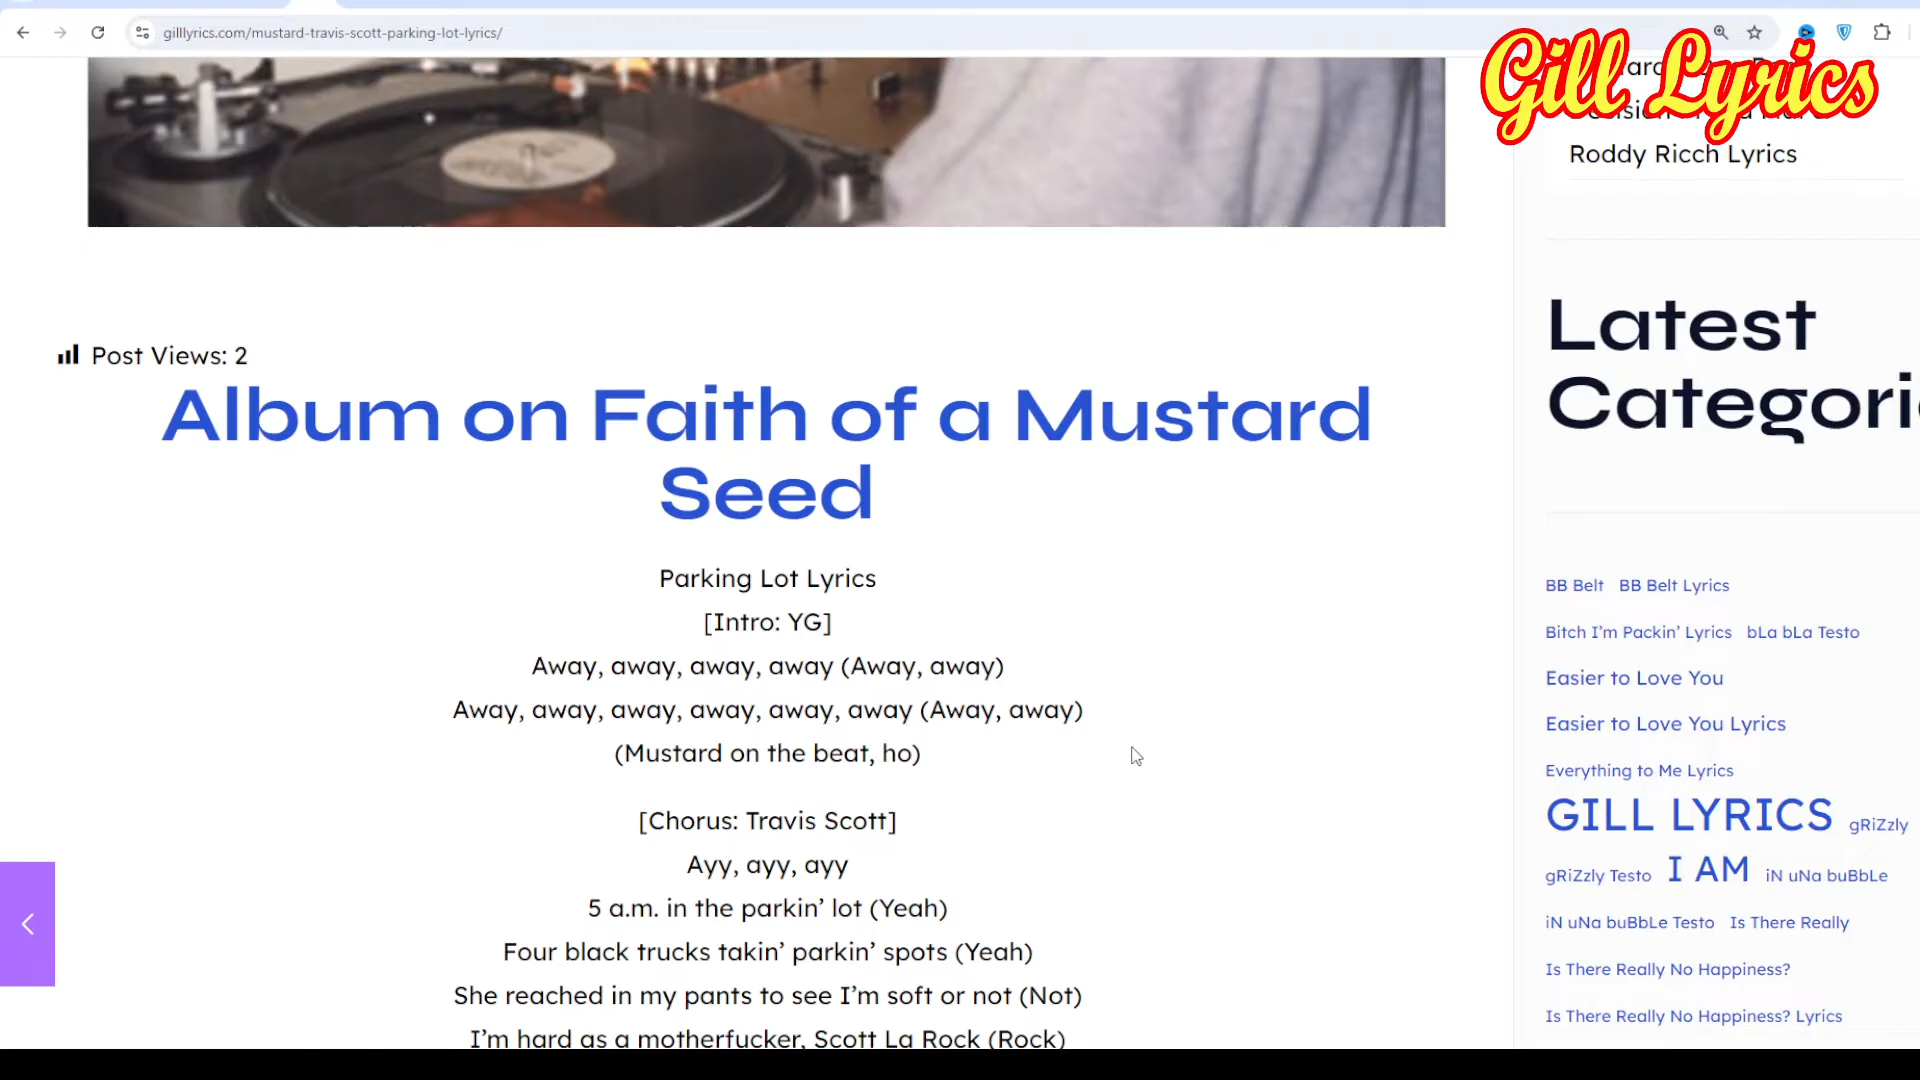 gilllyrics.com/mustard-travis-scott-parking-lot-lyrics/
Gill Lyrics
Roddy Ricch Lyrics
Post Views: 2
Album on Faith of a Mustard
Seed
Parking Lot Lyrics
[Intro: YG]
Away, away, away, away (Away, away)
Away, away, away, away, away, away (Away, away)
(Mustard on the beat, ho)
[Chorus: Travis Scott]
Ayy, ayy, ayy
5 a.m. in the parkin’ lot (Yeah)
Four black trucks takin’ parkin’ spots (Yeah)
She reached in my pants to see I’m soft or not (Not)
I’m hard as a motherfucker, Scott La Rock (Rock)
Latest
Categori
BB Belt BB Belt Lyrics
Bitch I’m Packin’ Lyrics bLa bLa Testo
Easier to Love You
Easier to Love You Lyrics
Everything to Me Lyrics
GILL LYRICS gRiZzly
gRiZzly Testo I AM iN uNa buBbLe
iN uNa buBbLe Testo Is There Really
Is There Really No Happiness?
Is There Really No Happiness? Lyrics